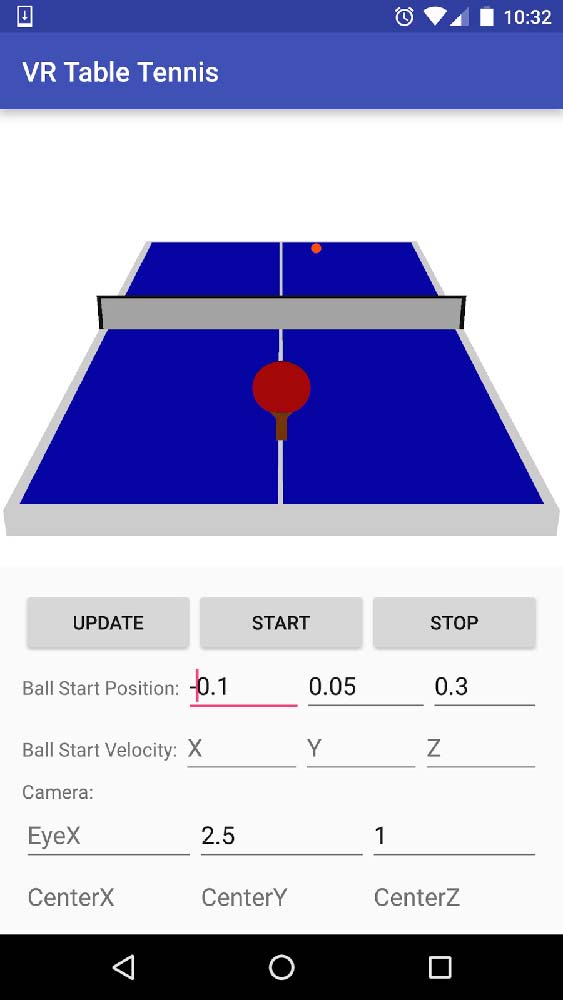 10:32
VR Table Tennis
UPDATE START STOP
Ball Start Position: -0.1 0.05 0.3
Ball Start Velocity: X Y Z
Camera:
EyeX 2.5 1
CenterX CenterY CenterZ